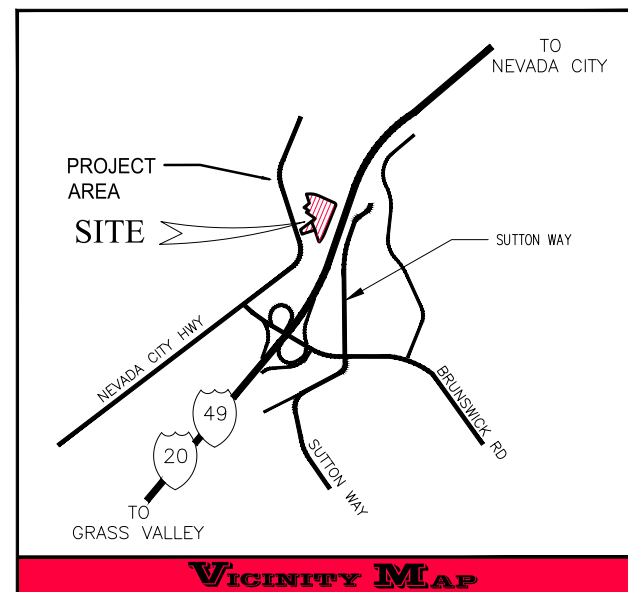 TO
NEVADA CITY
PROJECT
AREA
SITE
SUTTON WAY
NEVADA CITY HWY
49
20
BRUNSWICK RD
SUTTON WAY
TO
GRASS VALLEY
VICINITY MAP